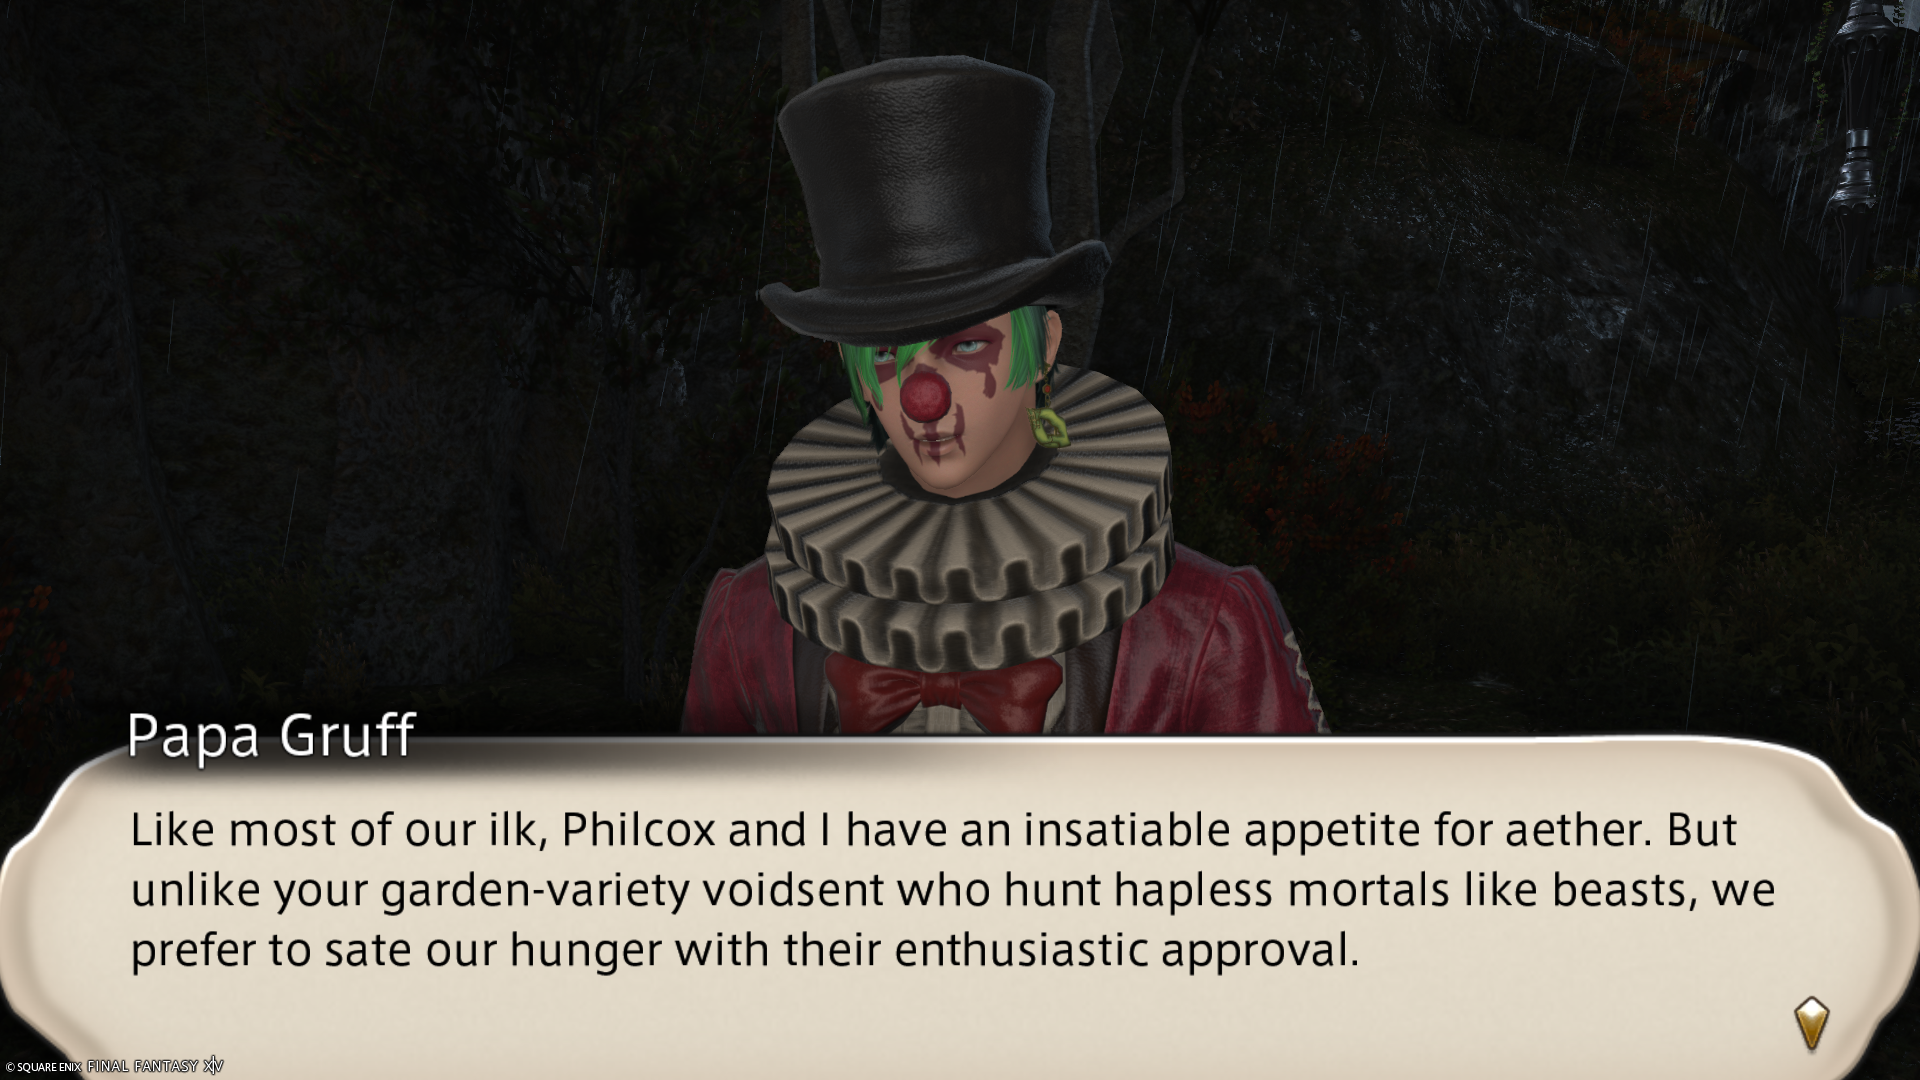 Papa Gruff
Like most of our ilk, Philcox and I have an insatiable appetite for aether. But
unlike your garden-variety voidsent who hunt hapless mortals like beasts, we
prefer to sate our hunger with their enthusiastic approval.
© SQUARE ENIX FINAL FANTASY XIV